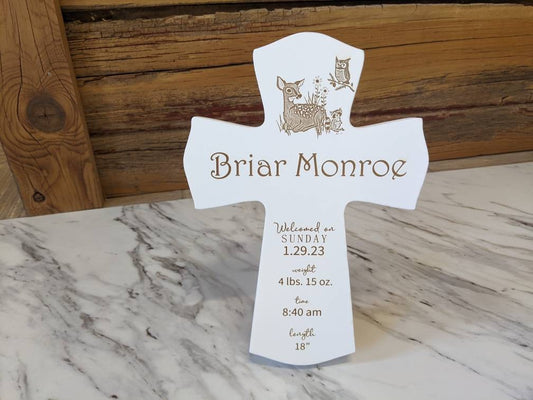 Briar Monroe
Welcomed on
SUNDAY
1.29.23
weight
4 lbs. 15 oz.
time
8:40 am
length
18"